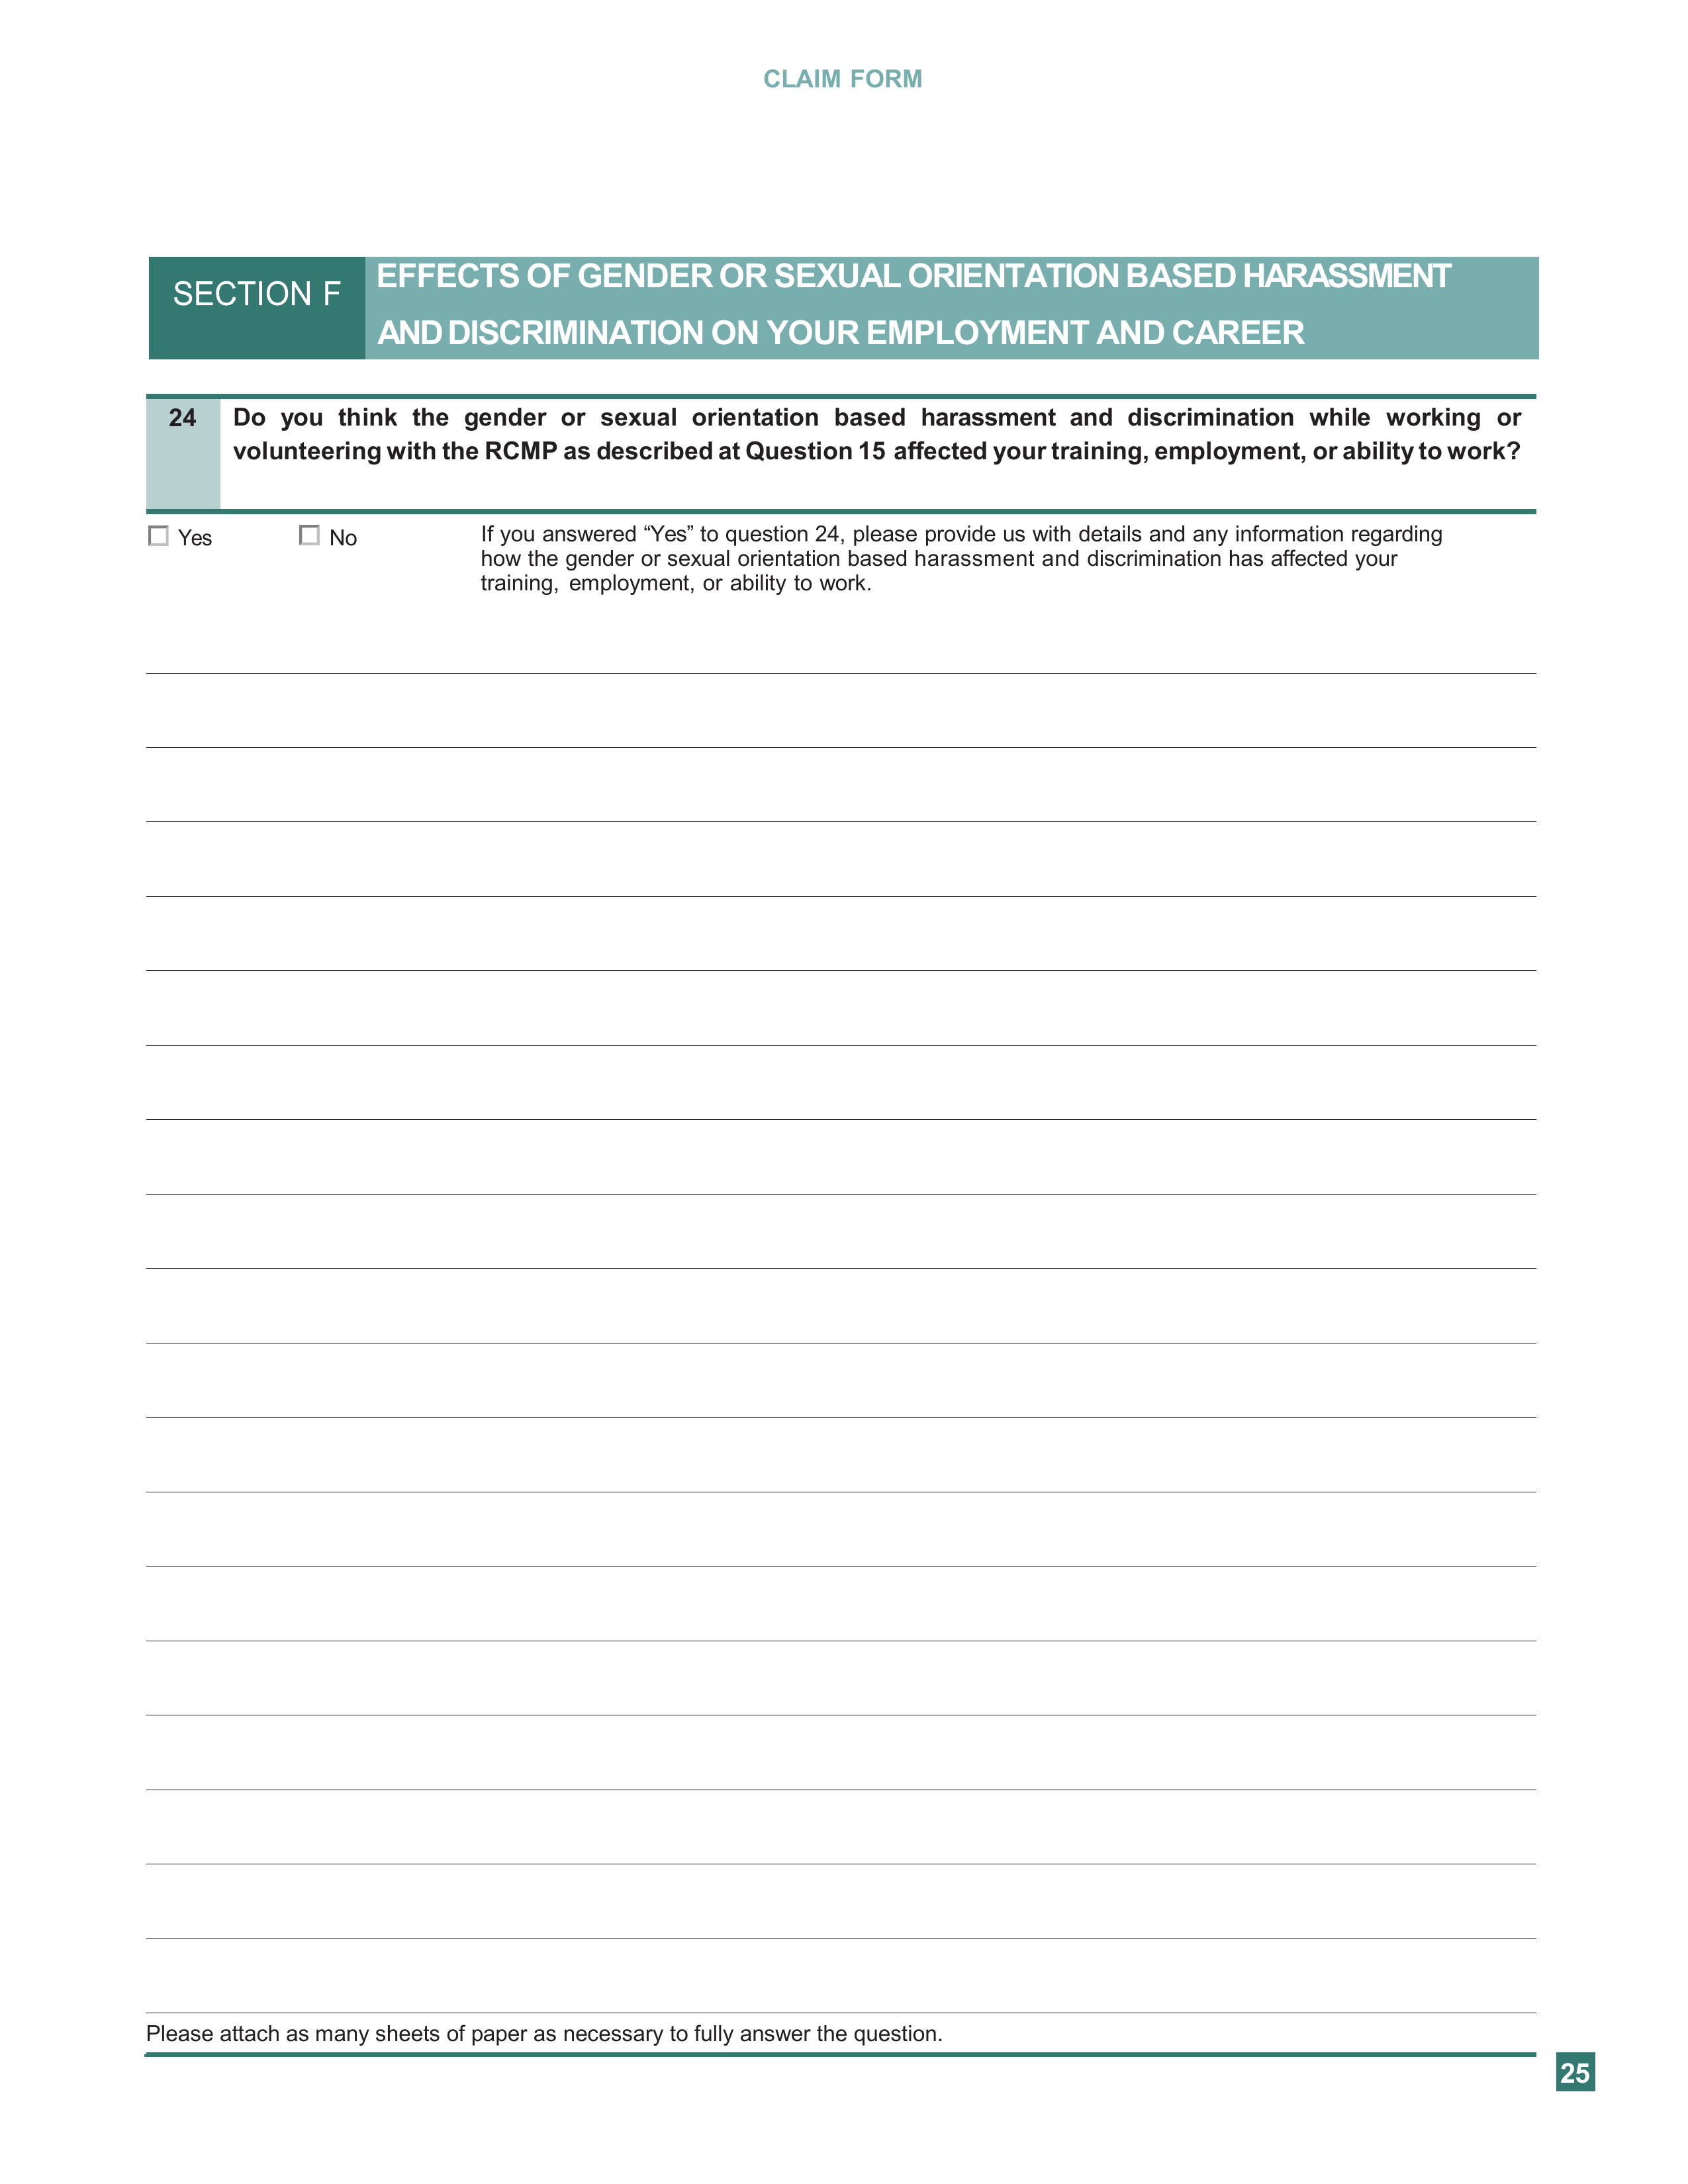 CLAIM FORM
SECTION F
EFFECTS OF GENDER OR SEXUAL ORIENTATION BASED HARASSMENT
AND DISCRIMINATION ON YOUR EMPLOYMENT AND CAREER
24
Do you think the gender or sexual orientation based harassment and discrimination while working or
volunteering with the RCMP as described at Question 15 affected your training, employment, or ability to work?
Yes
No
If you answered “Yes” to question 24, please provide us with details and any information regarding
how the gender or sexual orientation based harassment and discrimination has affected your
training, employment, or ability to work.
Please attach as many sheets of paper as necessary to fully answer the question.
25